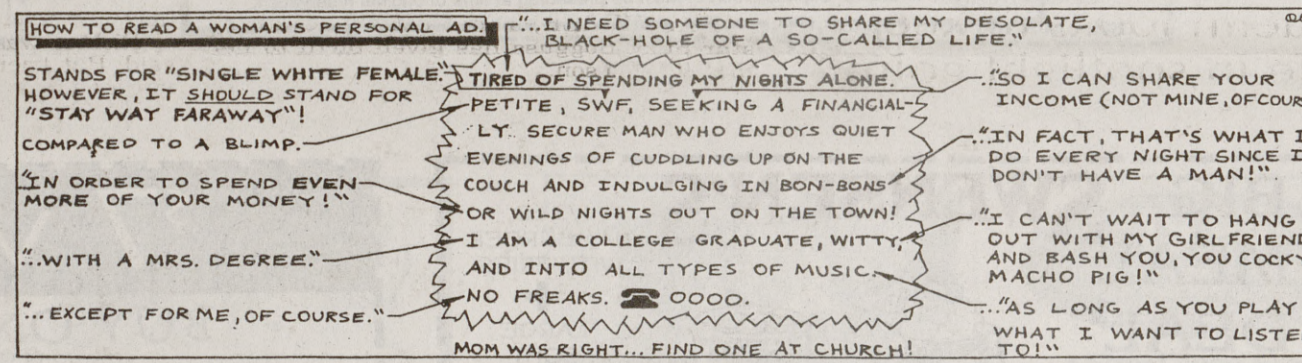 HOW TO READ A WOMAN'S PERSONAL AD.
"...I NEED SOMEONE TO SHARE MY DESOLATE,
BLACK-HOLE OF A SO-CALLED LIFE."
STANDS FOR "SINGLE WHITE FEMALE."
HOWEVER, IT SHOULD STAND FOR
"STAY WAY FARAWAY"!
COMPARED TO A BLIMP.
"IN ORDER TO SPEND EVEN
MORE OF YOUR MONEY!"
"...WITH A MRS. DEGREE."
"... EXCEPT FOR ME, OF COURSE."
TIRED OF SPENDING MY NIGHTS ALONE.
PETITE, SWF, SEEKING A FINANCIAL-
LY SECURE MAN WHO ENJOYS QUIET
EVENINGS OF CUDDLING UP ON THE
COUCH AND INDULGING IN BON-BONS
OR WILD NIGHTS OUT ON THE TOWN!
I AM A COLLEGE GRADUATE, WITTY,
AND INTO ALL TYPES OF MUSIC.
NO FREAKS. ☎ 0000.
MOM WAS RIGHT... FIND ONE AT CHURCH!
..."SO I CAN SHARE YOUR
INCOME (NOT MINE, OFCOUR
..."IN FACT, THAT'S WHAT I
DO EVERY NIGHT SINCE I
DON'T HAVE A MAN!".
..."I CAN'T WAIT TO HANG
OUT WITH MY GIRLFRIEND
AND BASH YOU, YOU COCKY
MACHO PIG!"
..."AS LONG AS YOU PLAY
WHAT I WANT TO LISTE
TO!"